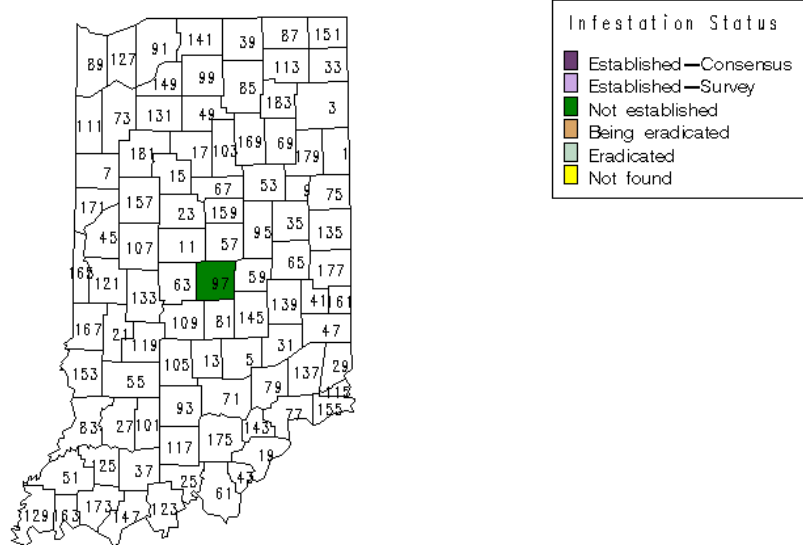 Infestation Status
Established—Consensus
Established—Survey
Not established
Being eradicated
Eradicated
Not found
89 127 91 141 39 87 151
149 99 85 113 33
111 73 131 49 183 3
181 17 103 169 69 179 1
7 15 67 53 9 75
171 157 23 159 35
45 107 11 57 95 135
165 121 63 97 59 65 177
133 139 41 161
167 21 109 81 145 47
119 105 13 5 31
153 55 71 79 137 29
115
83 27 101 93 77 155
117 175 143
19
51 125 37 25 43
61
129 163 173 147 123